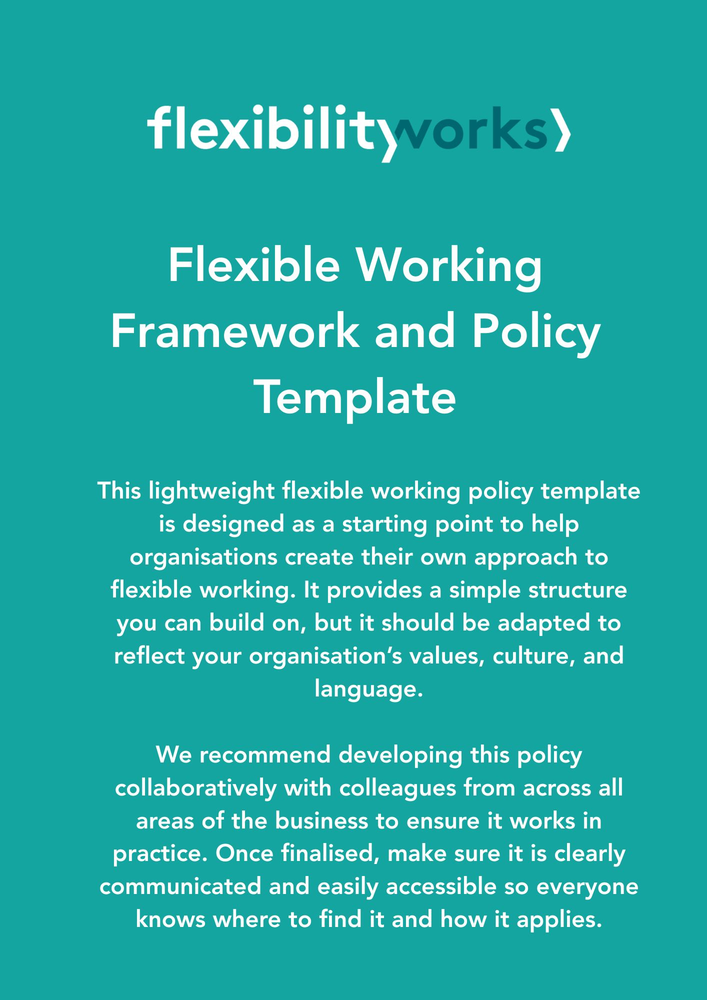 flexibilityworks
Flexible Working
Framework and Policy
Template
This lightweight flexible working policy template
is designed as a starting point to help
organisations create their own approach to
flexible working. It provides a simple structure
you can build on, but it should be adapted to
reflect your organisation’s values, culture, and
language.
We recommend developing this policy
collaboratively with colleagues from across all
areas of the business to ensure it works in
practice. Once finalised, make sure it is clearly
communicated and easily accessible so everyone
knows where to find it and how it applies.